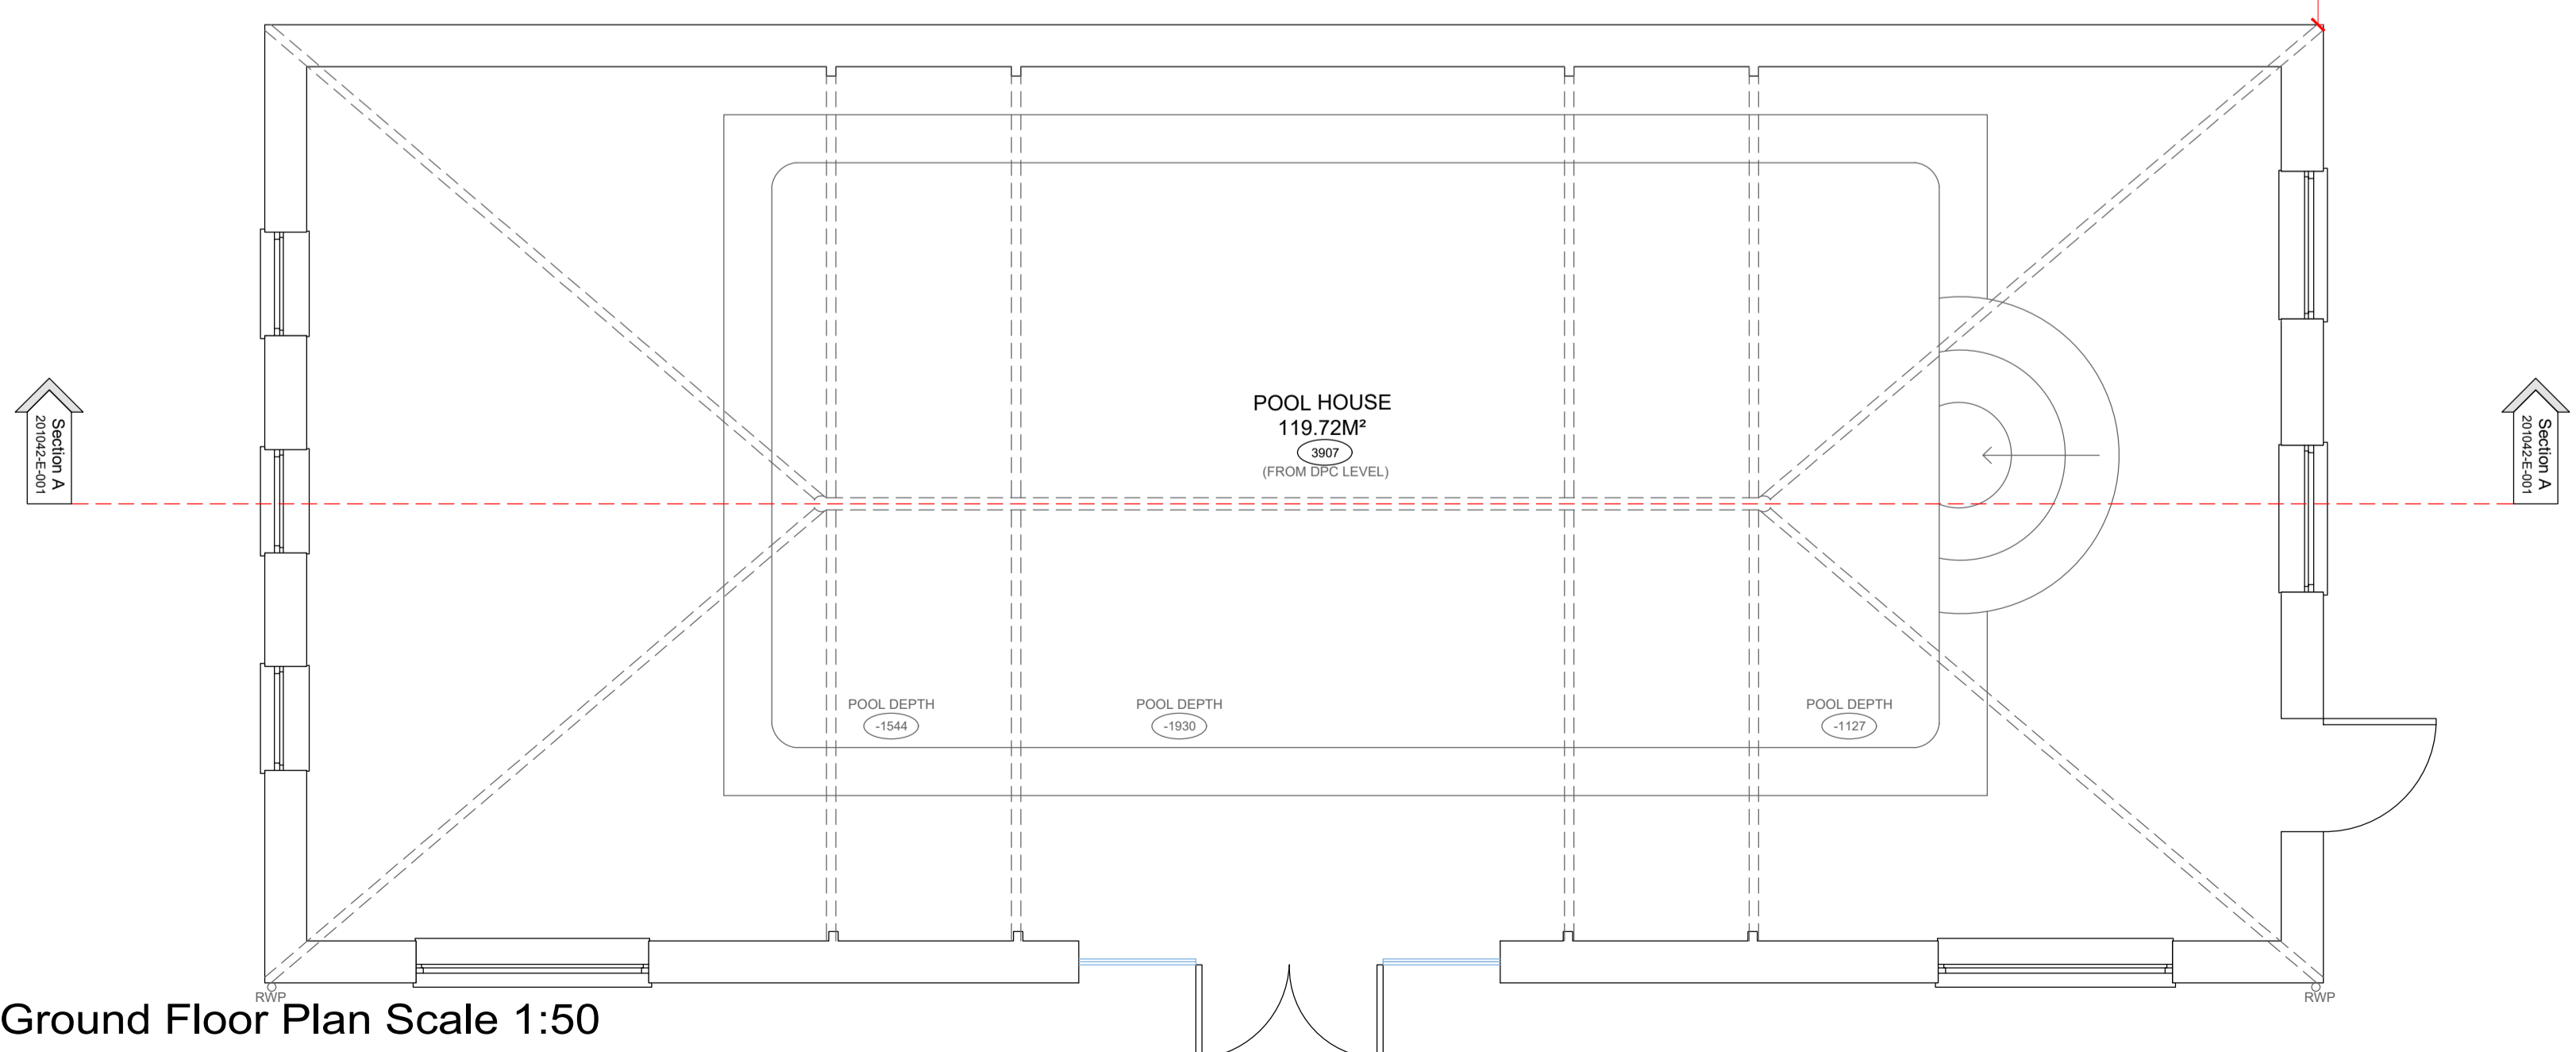 POOL HOUSE
119.72M²
3907
(FROM DPC LEVEL)
Section A
201042-E-001
Section A
201042-E-001
POOL DEPTH
-1544
POOL DEPTH
-1930
POOL DEPTH
-1127
RWP
RWP
Ground Floor Plan Scale 1:50